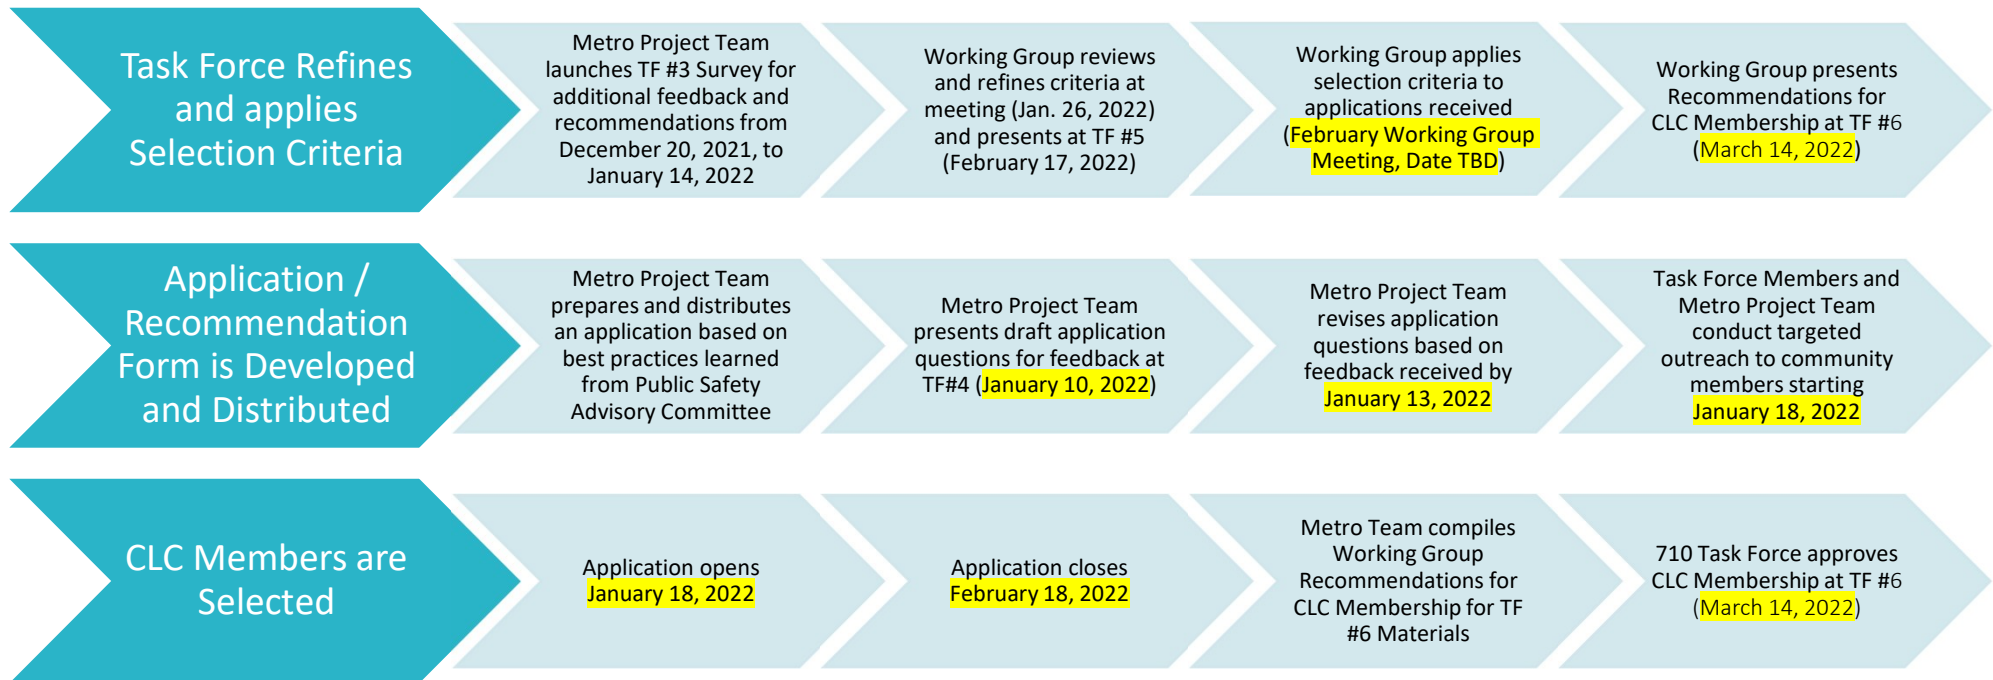 Task Force Refines
and applies
Selection Criteria
Metro Project Team
launches TF #3 Survey for
additional feedback and
recommendations from
December 20, 2021, to
January 14, 2022
Working Group reviews
and refines criteria at
meeting (Jan. 26, 2022)
and presents at TF #5
(February 17, 2022)
Working Group applies
selection criteria to
applications received
(February Working Group
Meeting, Date TBD)
Working Group presents
Recommendations for
CLC Membership at TF #6
(March 14, 2022)
Application /
Recommendation
Form is Developed
and Distributed
Metro Project Team
prepares and distributes
an application based on
best practices learned
from Public Safety
Advisory Committee
Metro Project Team
presents draft application
questions for feedback at
TF#4 (January 10, 2022)
Metro Project Team
revises application
questions based on
feedback received by
January 13, 2022
Task Force Members and
Metro Project Team
conduct targeted
outreach to community
members starting
January 18, 2022
CLC Members are
Selected
Application opens
January 18, 2022
Application closes
February 18, 2022
Metro Team compiles
Working Group
Recommendations for
CLC Membership for TF
#6 Materials
710 Task Force approves
CLC Membership at TF #6
(March 14, 2022)